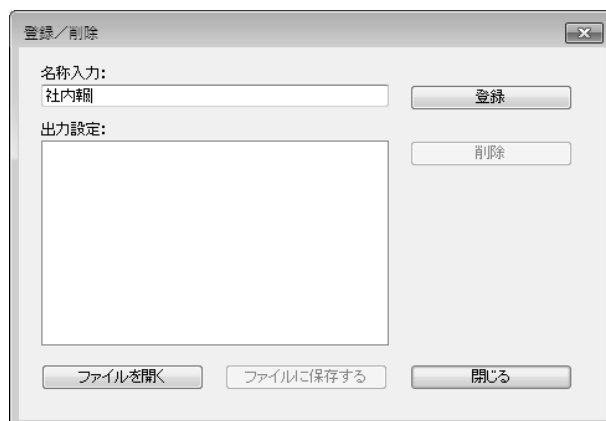 登録／削除
名称入力:
社内報
登録
出力設定:
削除
ファイルを開く
ファイルに保存する
閉じる